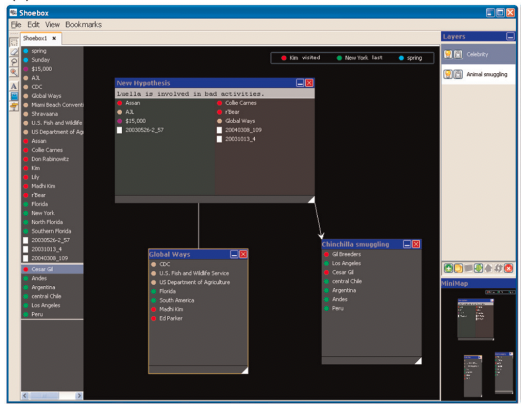 Shoebox
File Edit View Bookmarks
Shoebox1 x
spring
Sunday
$15,000
AJL
CDC
Global Ways
Miami Beach Conventi
Shravaana
U.S. Fish and Wildlife
US Department of Ag
Assan
Collie Carnes
Don Rabinowitz
Kim
Lily
Madhi Kim
r'Bear
Florida
New York
North Florida
Southern Florida
20030526-2_57
20031013_4
20040308_109
Cesar Gil
Andes
Argentina
central Chile
Los Angeles
Peru
Kim visited New York last spring
New Hypothesis
Luella is involved in bad activities.
Assan
AJL
$15,000
20030526-2_57
Collie Carnes
r'Bear
Global Ways
20040308_109
20031013_4
Global Ways
CDC
U.S. Fish and Wildlife Service
US Department of Agriculture
Florida
South America
Madhi Kim
Ed Parker
Chinchilla smuggling
Gil Breeders
Los Angeles
Cesar Gil
central Chile
Argentina
Andes
Peru
Layers
Celebrity
Animal smuggling
MiniMap